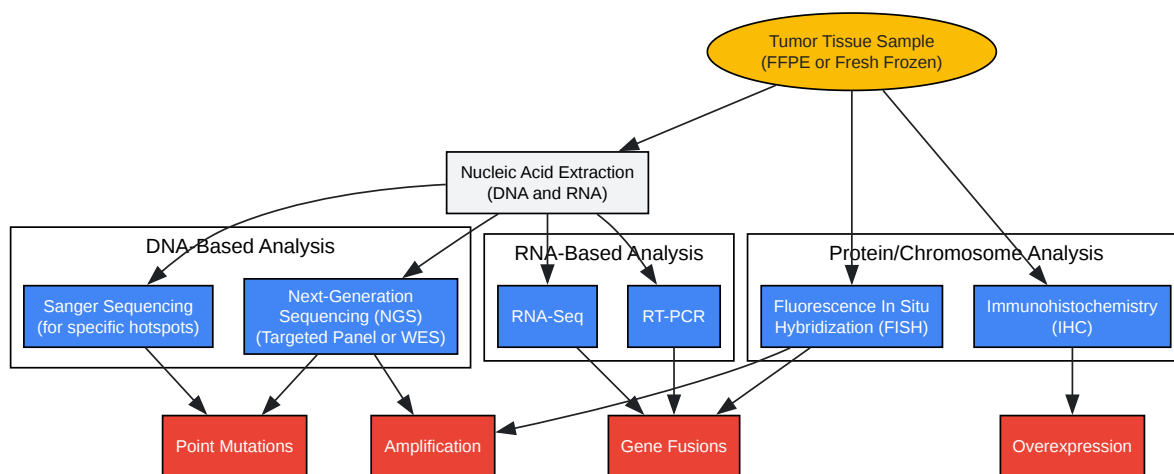 Tumor Tissue Sample
(FFPE or Fresh Frozen)
Nucleic Acid Extraction
(DNA and RNA)
DNA-Based Analysis
RNA-Based Analysis
Protein/Chromosome Analysis
Sanger Sequencing
(for specific hotspots)
Next-Generation
Sequencing (NGS)
(Targeted Panel or WES)
RNA-Seq
RT-PCR
Fluorescence In Situ
Hybridization (FISH)
Immunohistochemistry
(IHC)
Point Mutations
Amplification
Gene Fusions
Overexpression